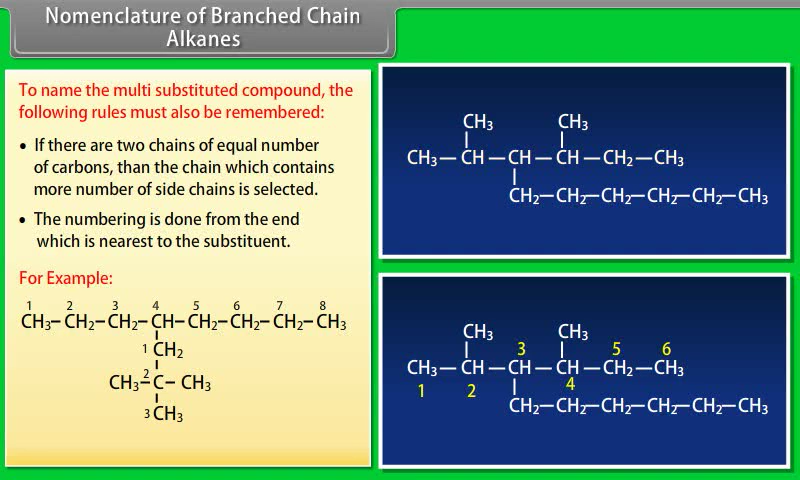 Nomenclature of Branched Chain
Alkanes
To name the multi substituted compound, the
following rules must also be remembered:
• If there are two chains of equal number
of carbons, than the chain which contains
more number of side chains is selected.
• The numbering is done from the end
which is nearest to the substituent.
For Example:
1 2 3 4 5 6 7 8
CH₃–CH₂–CH₂–CH–CH₂–CH₂–CH₂–CH₃
1 CH₂
2
CH₃–C–CH₃
3 CH₃
CH₃ CH₃
CH₃–CH–CH–CH–CH₂–CH₃
CH₂–CH₂–CH₂–CH₂–CH₂–CH₃
CH₃ CH₃
3 5 6
CH₃–CH–CH–CH–CH₂–CH₃
1 2 4
CH₂–CH₂–CH₂–CH₂–CH₂–CH₃